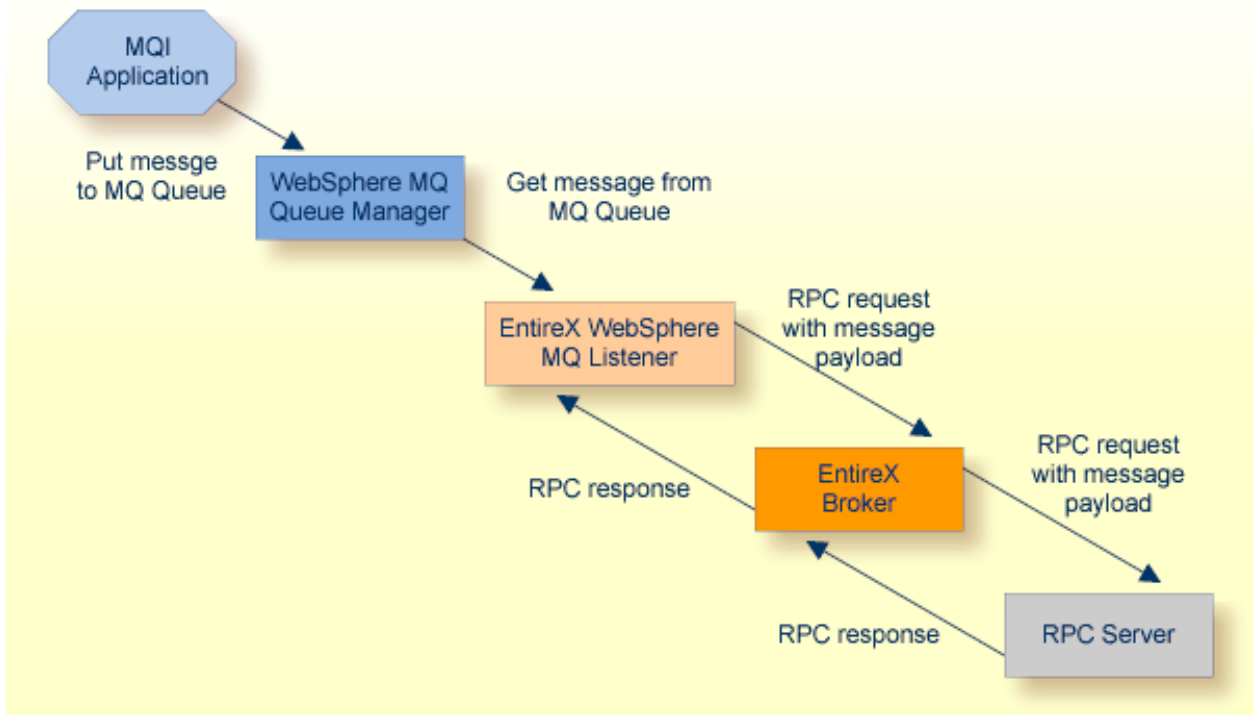 MQI
Application
Put messge
to MQ Queue
WebSphere MQ
Queue Manager
Get message from
MQ Queue
EntireX WebSphere
MQ Listener
RPC request
with message
payload
RPC response
EntireX
Broker
RPC request
with message
payload
RPC response
RPC Server